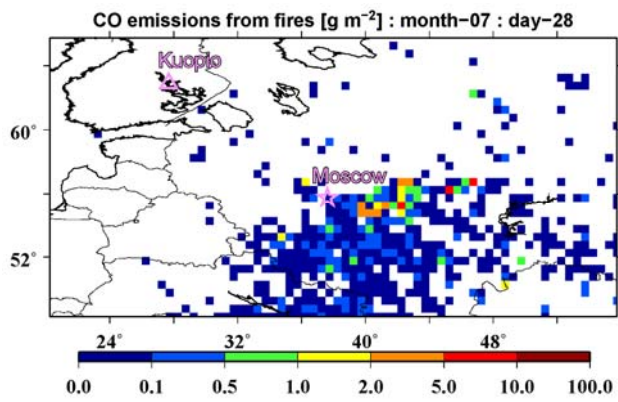 CO emissions from fires [g m⁻²] : month−07 : day−28
Kuopio
60°
Moscow
52°
24° 32° 40° 48°
0.0 0.1 0.5 1.0 2.0 5.0 10.0 100.0